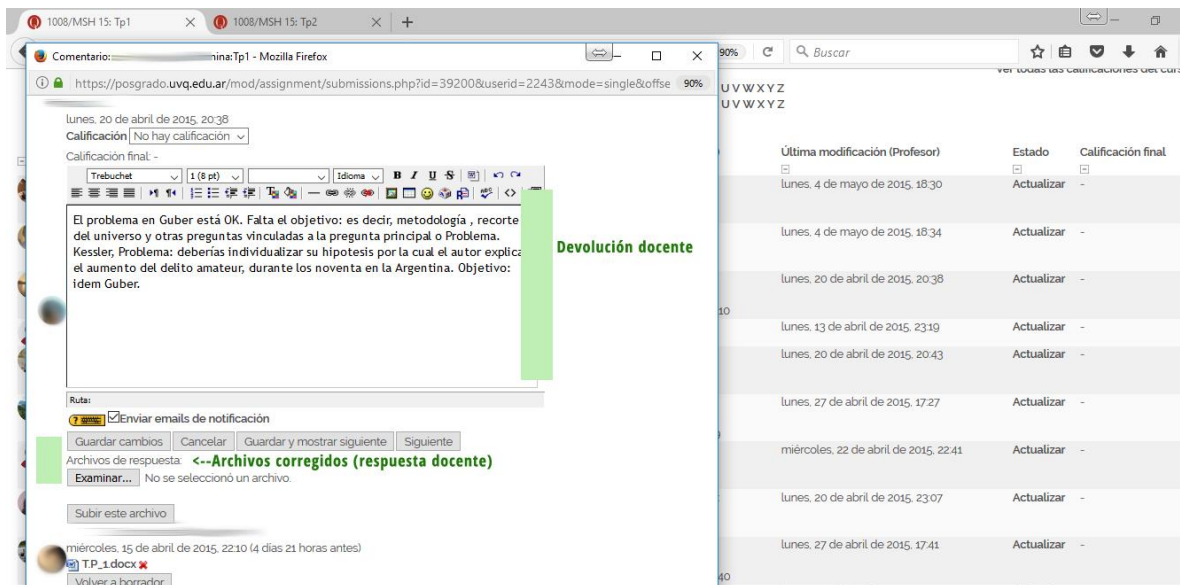 1008/MSH 15: Tp1
1008/MSH 15: Tp2
Comentario:
nina:Tp1 - Mozilla Firefox
https://posgrado.uvq.edu.ar/mod/assignment/submissions.php?id=39200&userid=2243&mode=single&offse
90%
90%
Buscar
ver todas las calificaciones del cur
U V W X Y Z
U V W X Y Z
lunes, 20 de abril de 2015, 20:38
Calificación No hay calificación
Calificación final: -
Trebuchet 1 (8 pt) Idioma B I U S
El problema en Guber está OK. Falta el objetivo: es decir, metodología , recorte
del universo y otras preguntas vinculadas a la pregunta principal o Problema.
Kessler, Problema: deberías individualizar su hipotesis por la cual el autor explica
el aumento del delito amateur, durante los noventa en la Argentina. Objetivo:
idem Guber.
Devolución docente
Ruta:
Enviar emails de notificación
Guardar cambios Cancelar Guardar y mostrar siguiente Siguiente
Archivos de respuesta: <--Archivos corregidos (respuesta docente)
Examinar... No se seleccionó un archivo.
Subir este archivo
miércoles, 15 de abril de 2015, 22:10 (4 días 21 horas antes)
T.P_1.docx
Volver a borrador
Última modificación (Profesor) Estado Calificación final
lunes, 4 de mayo de 2015, 18:30 Actualizar -
lunes, 4 de mayo de 2015, 18:34 Actualizar -
lunes, 20 de abril de 2015, 20:38 Actualizar -
10
lunes, 13 de abril de 2015, 23:19 Actualizar -
lunes, 20 de abril de 2015, 20:43 Actualizar -
lunes, 27 de abril de 2015, 17:27 Actualizar -
miércoles, 22 de abril de 2015, 22:41 Actualizar -
lunes, 20 de abril de 2015, 23:07 Actualizar -
lunes, 27 de abril de 2015, 17:41 Actualizar -
40